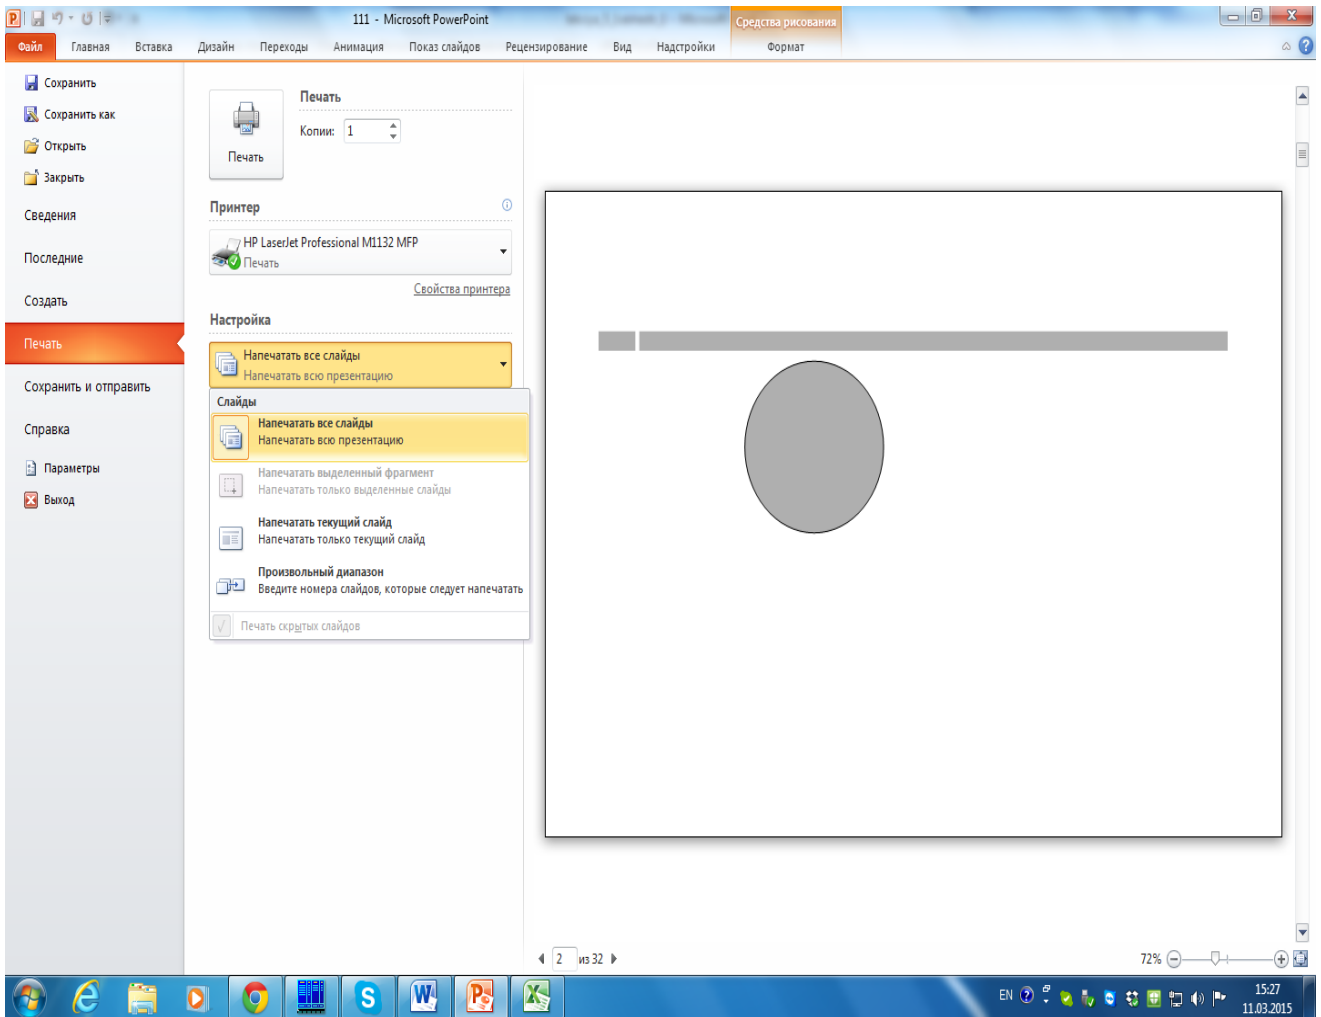 111 - Microsoft PowerPoint
Средства рисования
Файл Главная Вставка Дизайн Переходы Анимация Показ слайдов Рецензирование Вид Надстройки Формат
Сохранить
Сохранить как
Открыть
Закрыть
Сведения
Последние
Создать
Печать
Сохранить и отправить
Справка
Параметры
Выход
Печать
Печать
Копии: 1
Принтер
HP LaserJet Professional M1132 MFP
Печать
Свойства принтера
Настройка
Напечатать все слайды
Напечатать всю презентацию
Слайды
Напечатать все слайды
Напечатать всю презентацию
Напечатать выделенный фрагмент
Напечатать только выделенные слайды
Напечатать текущий слайд
Напечатать только текущий слайд
Произвольный диапазон
Введите номера слайдов, которые следует напечатать
Печать скрытых слайдов
2 из 32
72%
EN
15:27
11.03.2015